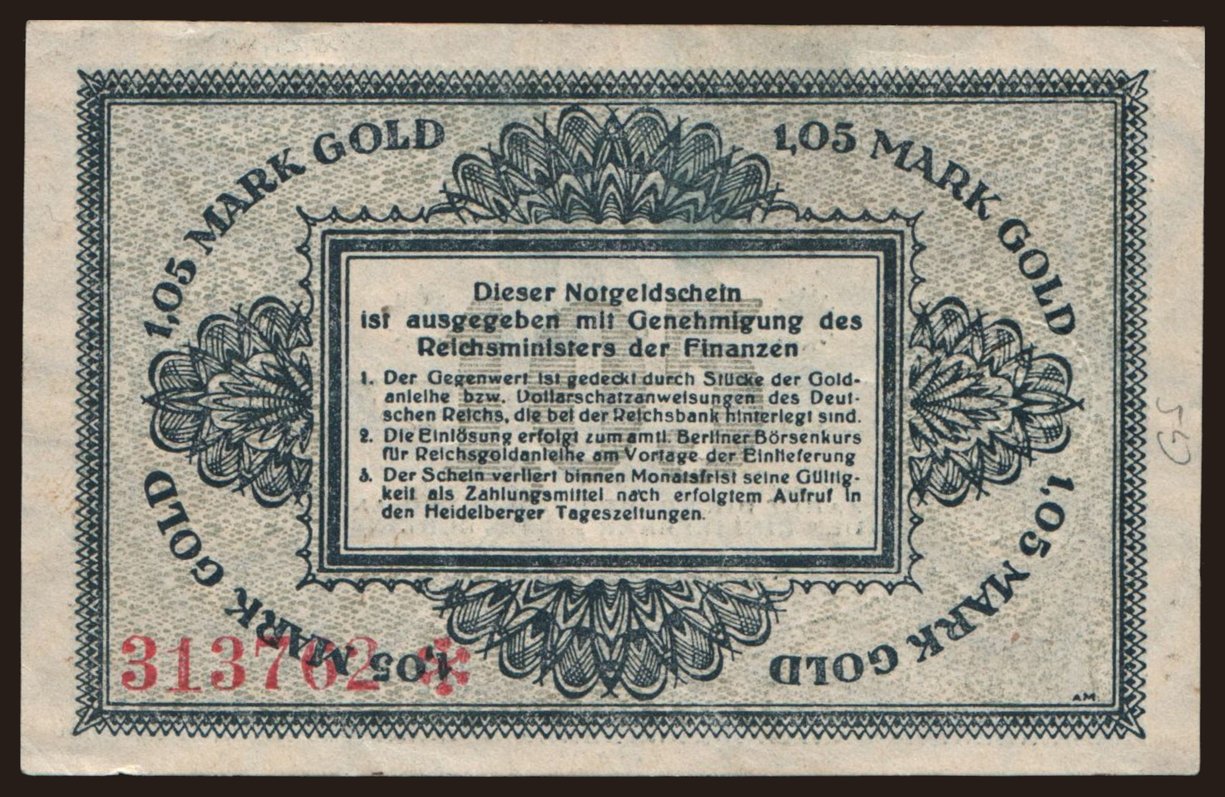 1,05 MARK GOLD
1,05 MARK GOLD
Dieser Notgeldschein
ist ausgegeben mit Genehmigung des
Reichsministers der Finanzen
1. Der Gegenwert ist gedeckt durch Stücke der Gold-
anleihe bzw. Dollarschatzanweisungen des Deut-
schen Reichs, die bei der Reichsbank hinterlegt sind.
2. Die Einlösung erfolgt zum amtl. Berliner Börsenkurs
für Reichsgoldanleihe am Vortage der Einlieferung
3. Der Schein verliert binnen Monatsfrist seine Gültig-
keit als Zahlungsmittel nach erfolgtem Aufruf in
den Heidelberger Tageszeitungen.
1,05 MARK GOLD
1,05 MARK GOLD
313762 *
AM
GS